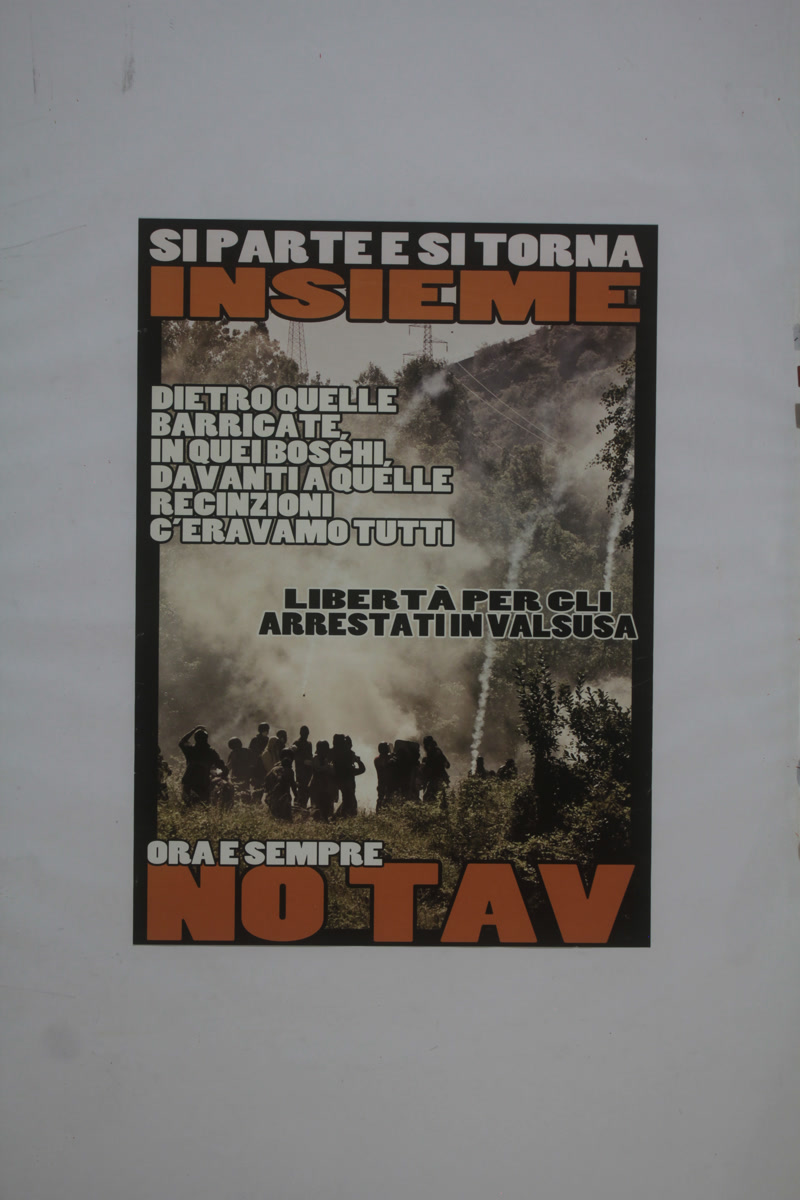 SI PARTE E SI TORNA
INSIEME
DIETRO QUELLE
BARRICATE,
IN QUEI BOSCHI,
DAVANTI A QUELLE
RECINZIONI
C'ERAVAMO TUTTI
LIBERTÀ PER GLI
ARRESTATI IN VALSUSA
ORA E SEMPRE
NO TAV